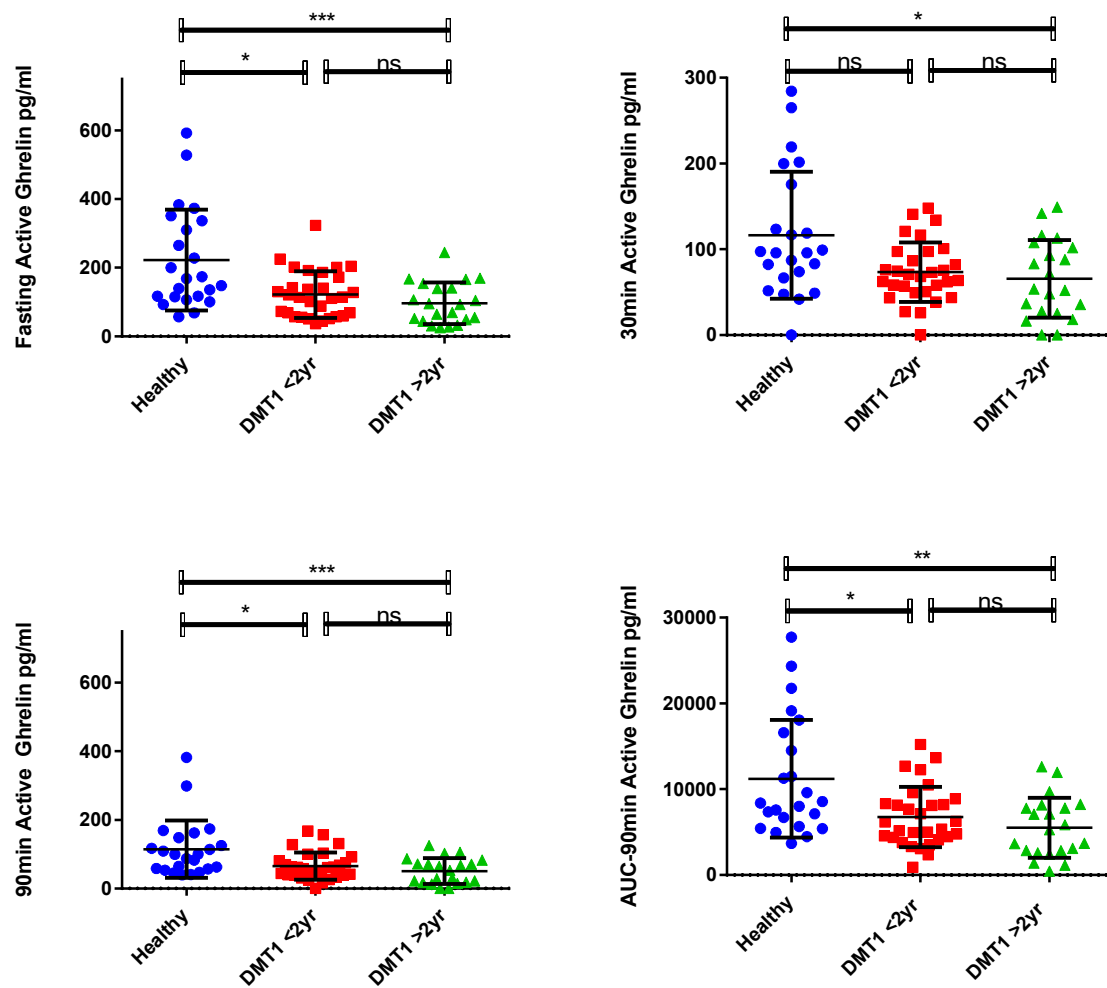 ***
* ns
Fasting Active Ghrelin pg/ml
600
400
200
0
Healthy
DMT1 <2yr
DMT1 >2yr
*
ns ns
30min Active Ghrelin pg/ml
300
200
100
0
Healthy
DMT1 <2yr
DMT1 >2yr
***
* ns
90min Active Ghrelin pg/ml
600
400
200
0
Healthy
DMT1 <2yr
DMT1 >2yr
**
* ns
AUC-90min Active Ghrelin pg/ml
30000
20000
10000
0
Healthy
DMT1 <2yr
DMT1 >2yr